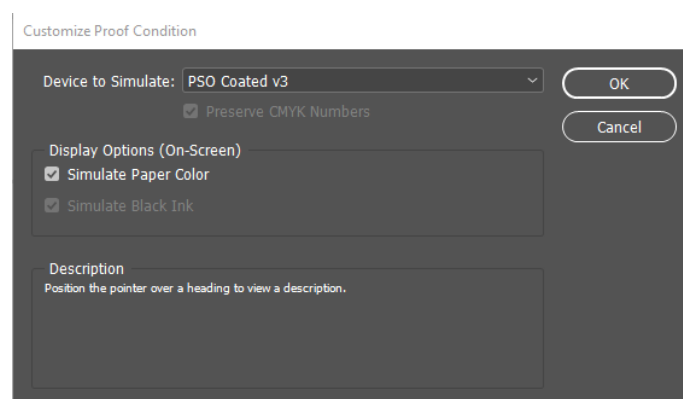 Customize Proof Condition
Device to Simulate: PSO Coated v3
Preserve CMYK Numbers
OK
Cancel
Display Options (On-Screen)
Simulate Paper Color
Simulate Black Ink
Description
Position the pointer over a heading to view a description.